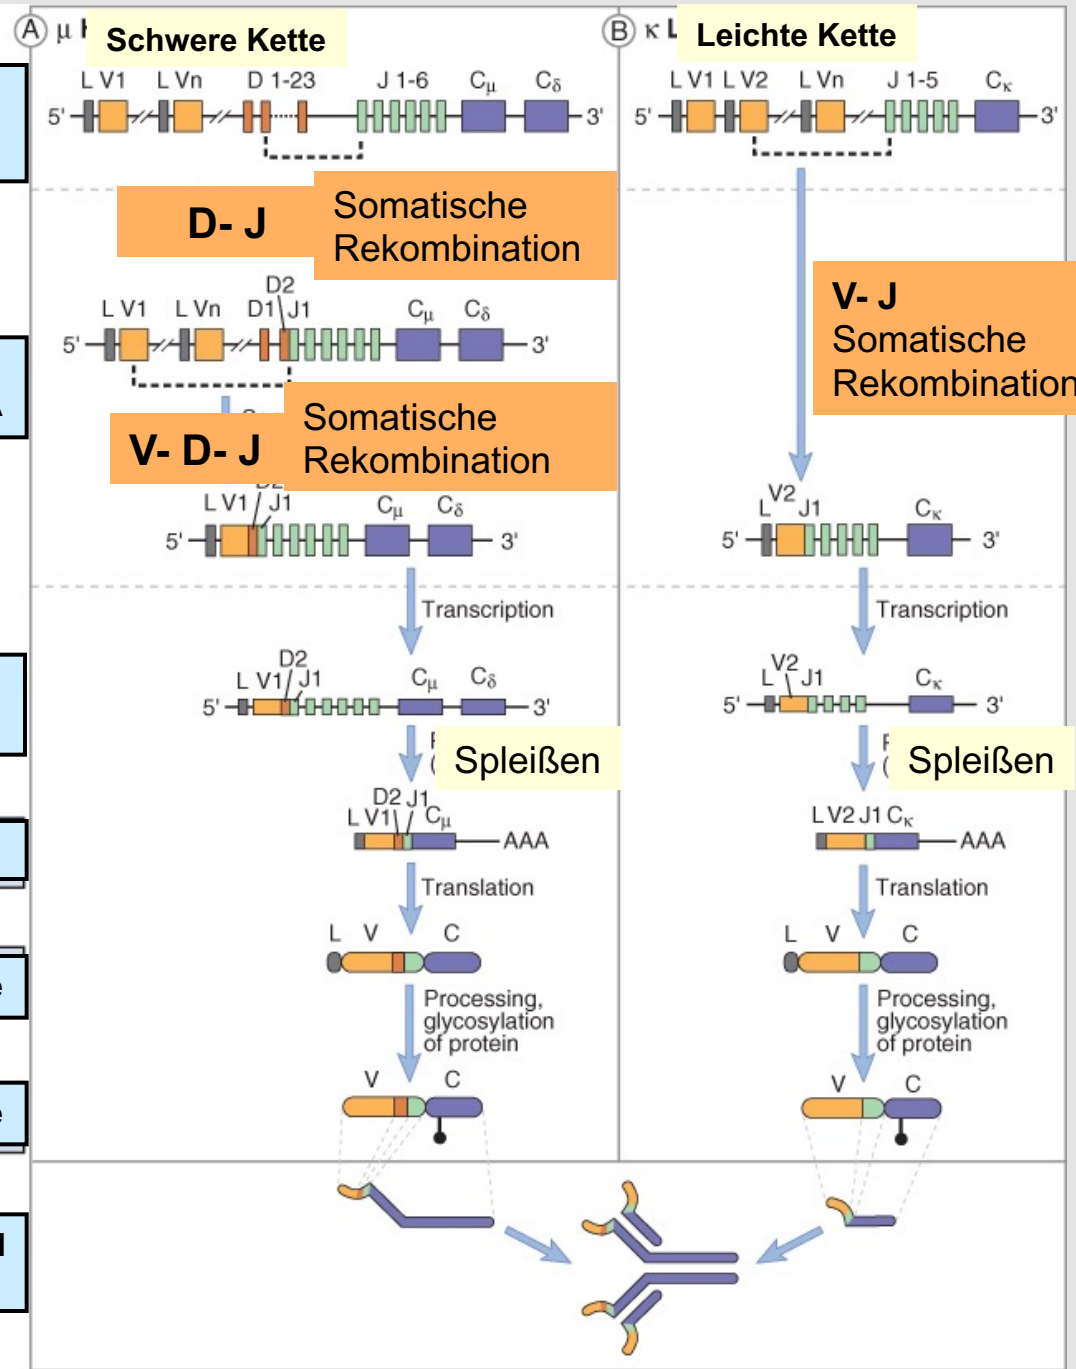 A μ
Schwere Kette
L V1 L Vn D 1-23 J 1-6 Cμ Cδ
5' 3'
D- J
Somatische
Rekombination
D2
L V1 L Vn D1 J1 Cμ Cδ
5' 3'
V- D- J
Somatische
Rekombination
D2
L V1 J1 Cμ Cδ
5' 3'
Transcription
D2
L V1 J1 Cμ Cδ
5' 3'
Spleißen
D2 J1
L V1 Cμ
AAA
Translation
L V C
Processing,
glycosylation
of protein
V C
B κ L
Leichte Kette
L V1 L V2 L Vn J 1-5 Cκ
5' 3'
V- J
Somatische
Rekombination
V2
L J1 Cκ
5' 3'
Transcription
V2
L J1 Cκ
5' 3'
Spleißen
L V2 J1 Cκ
AAA
Translation
L V C
Processing,
glycosylation
of protein
V C